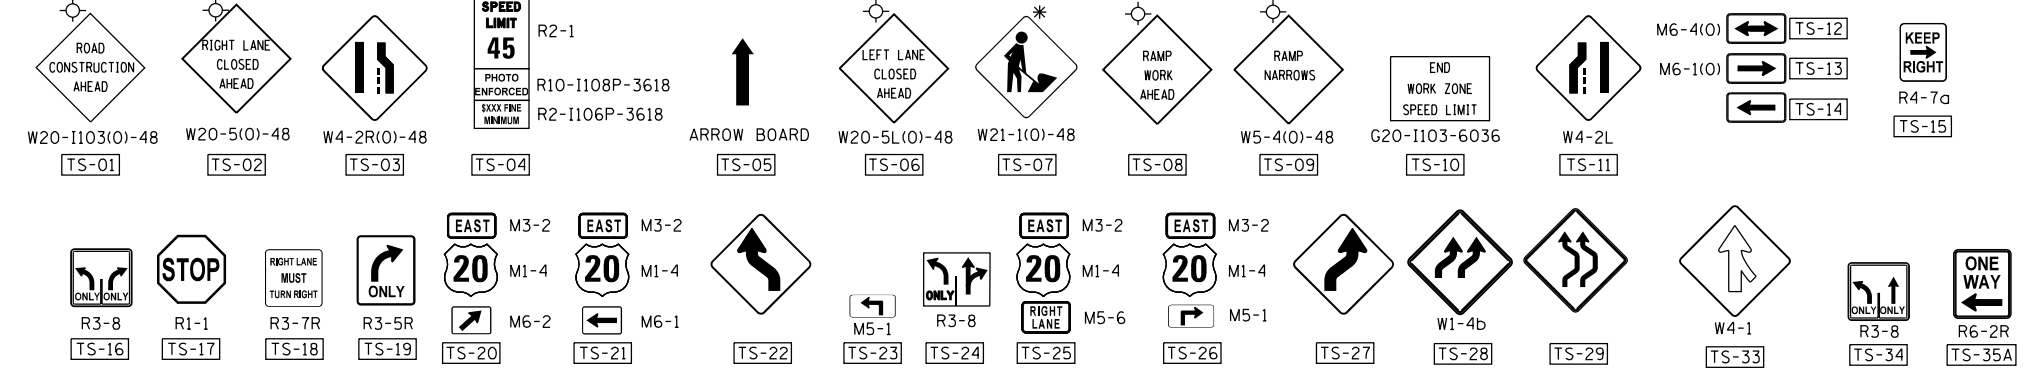 ROAD
CONSTRUCTION
AHEAD
W20-I103(O)-48
TS-01
RIGHT LANE
CLOSED
AHEAD
W20-5(O)-48
TS-02
W4-2R(O)-48
TS-03
SPEED
LIMIT
45
PHOTO
ENFORCED
$XXX FINE
MINIMUM
R2-1
R10-I108P-3618
R2-I106P-3618
TS-04
ARROW BOARD
TS-05
LEFT LANE
CLOSED
AHEAD
W20-5L(O)-48
TS-06
W21-1(O)-48
TS-07
RAMP
WORK
AHEAD
TS-08
RAMP
NARROWS
W5-4(O)-48
TS-09
END
WORK ZONE
SPEED LIMIT
G20-I103-6036
TS-10
W4-2L
TS-11
M6-4(O) TS-12
M6-1(O) TS-13
TS-14
KEEP
RIGHT
R4-7a
TS-15
ONLY ONLY
R3-8
TS-16
STOP
R1-1
TS-17
RIGHT LANE
MUST
TURN RIGHT
R3-7R
TS-18
ONLY
R3-5R
TS-19
EAST M3-2
20 M1-4
M6-2
TS-20
EAST M3-2
20 M1-4
M6-1
TS-21
TS-22
M5-1
TS-23
ONLY
R3-8
TS-24
EAST M3-2
20 M1-4
RIGHT
LANE M5-6
TS-25
EAST M3-2
20 M1-4
M5-1
TS-26
TS-27
W1-4b
TS-28
TS-29
W4-1
TS-33
ONLY ONLY
R3-8
TS-34
ONE
WAY
R6-2R
TS-35A